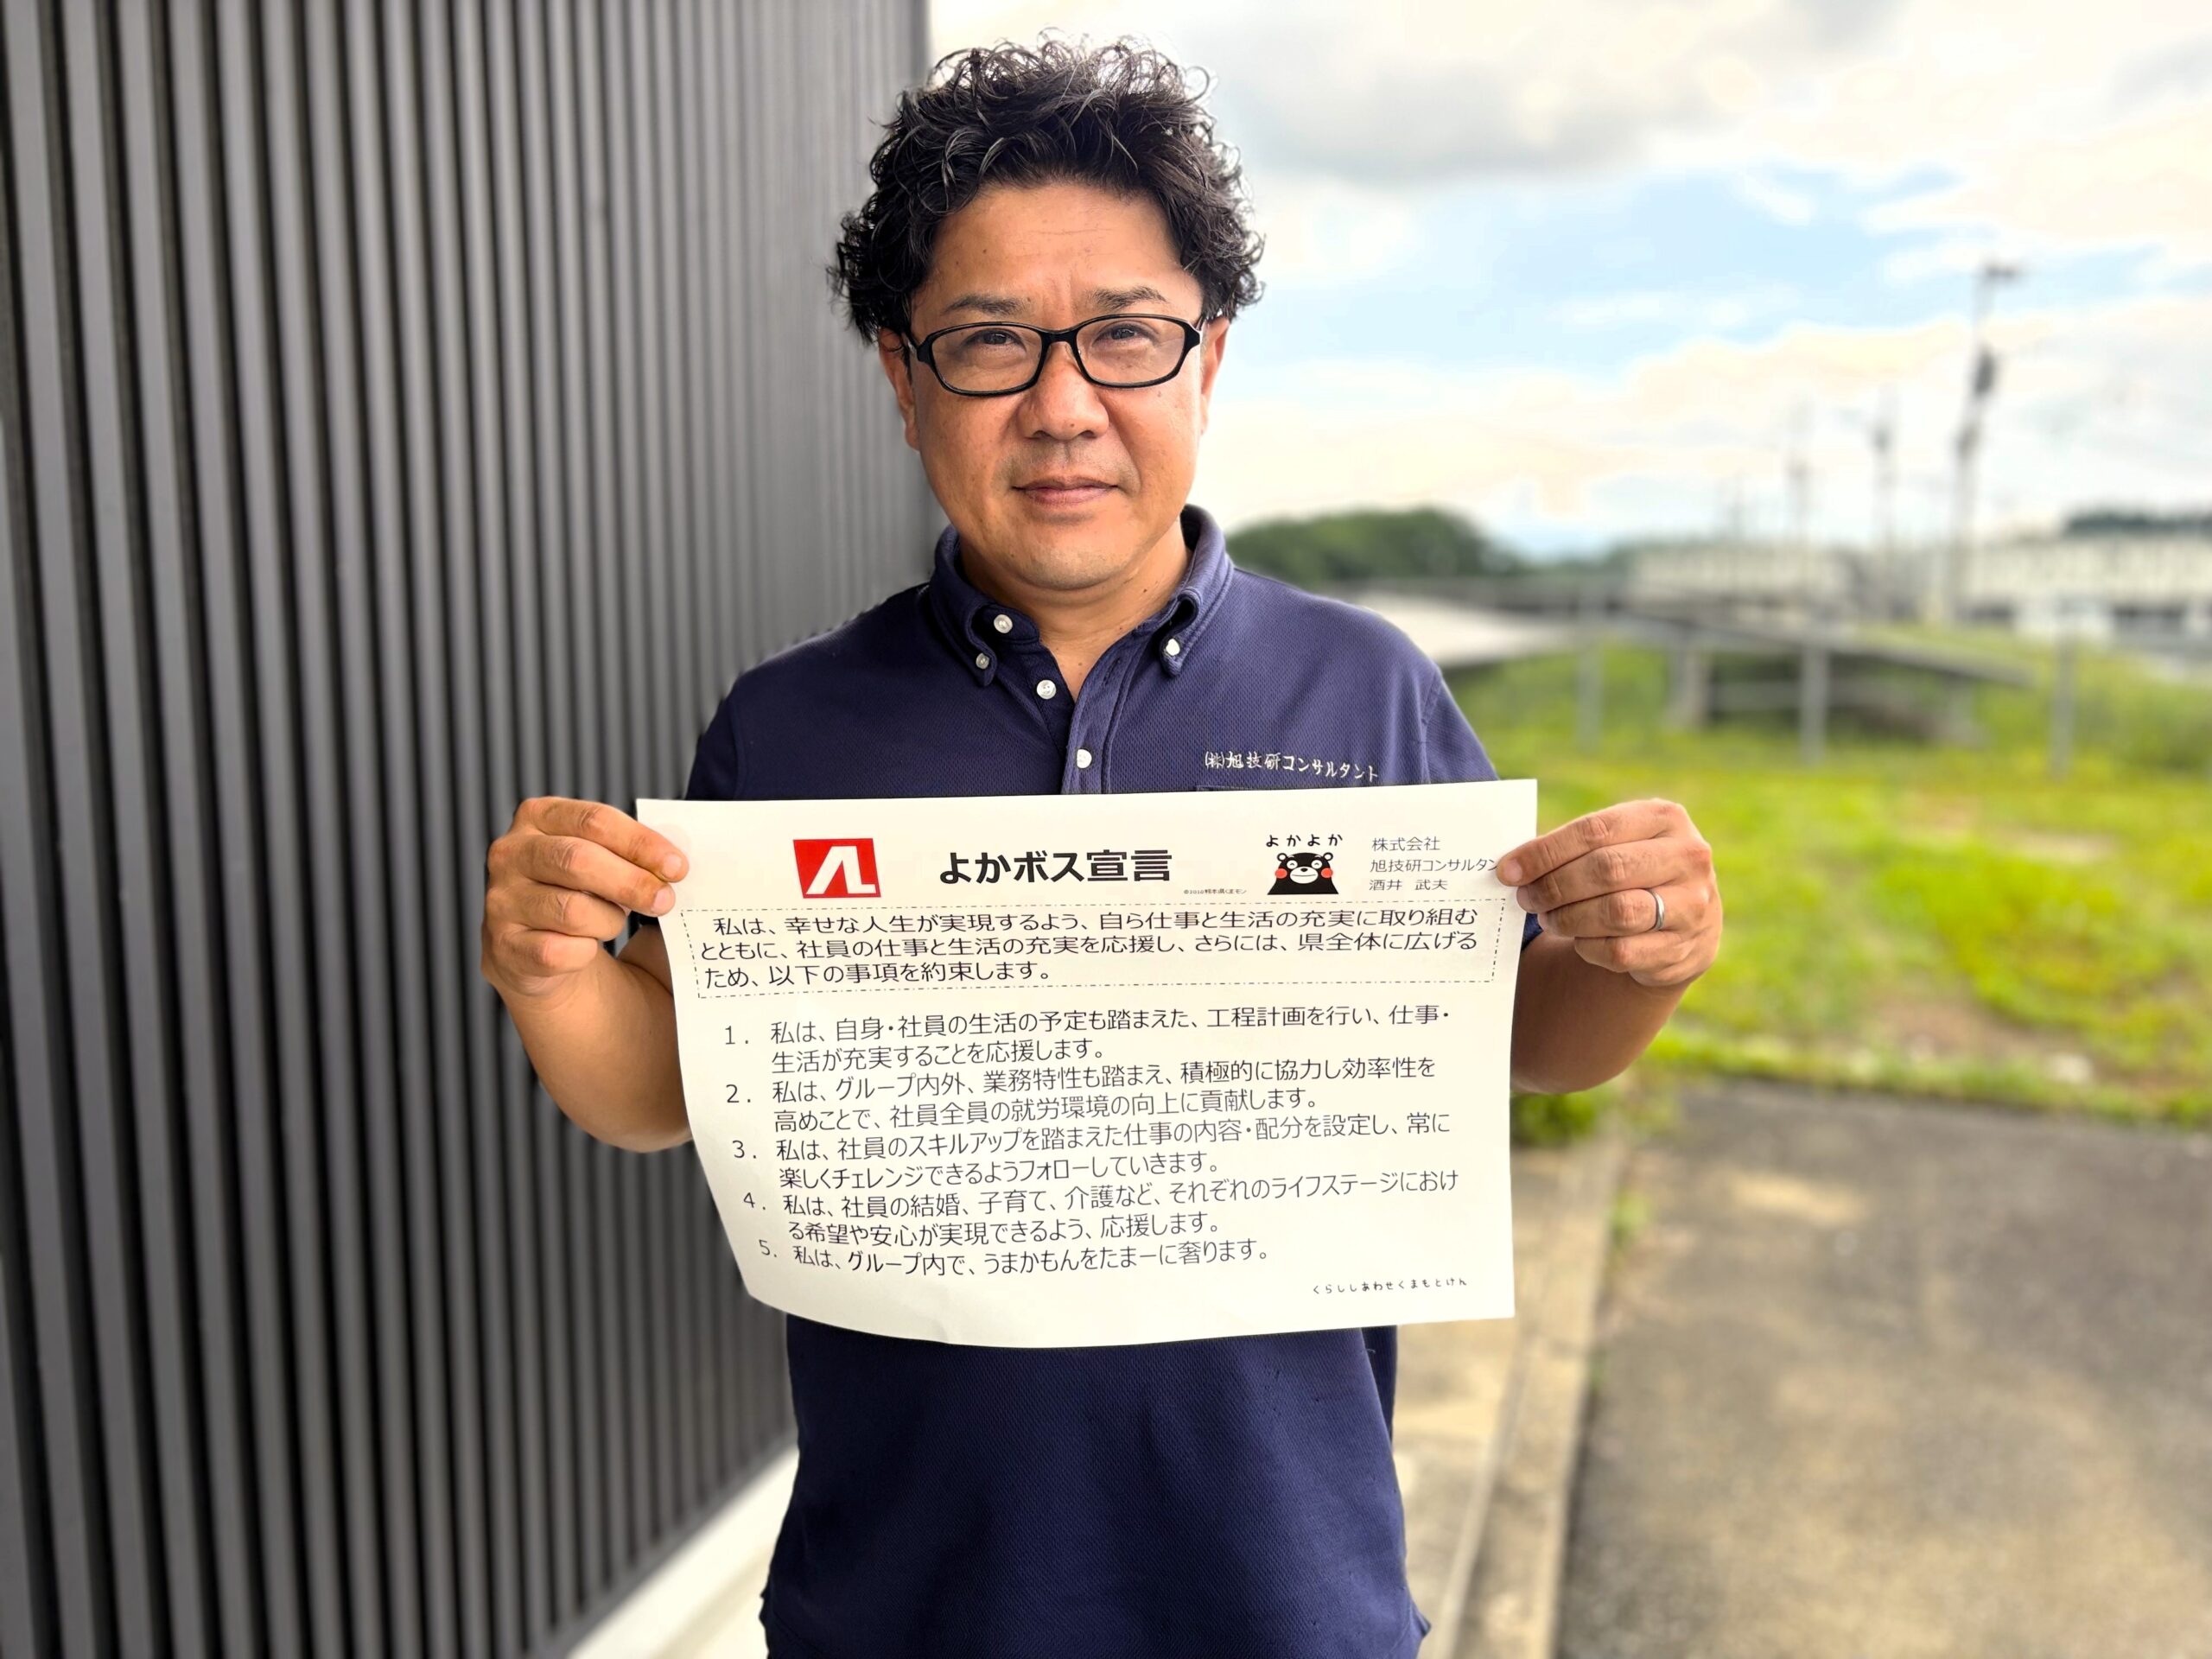 ㈱旭技研コンサルタント
よかボス宣言
©2010熊本県くまモン
よかよか
株式会社
旭技研コンサルタン
酒井 武夫
私は、幸せな人生が実現するよう、自ら仕事と生活の充実に取り組む
とともに、社員の仕事と生活の充実を応援し、さらには、県全体に広げる
ため、以下の事項を約束します。
1. 私は、自身・社員の生活の予定も踏まえた、工程計画を行い、仕事・
生活が充実することを応援します。
2. 私は、グループ内外、業務特性も踏まえ、積極的に協力し効率性を
高めことで、社員全員の就労環境の向上に貢献します。
3. 私は、社員のスキルアップを踏まえた仕事の内容・配分を設定し、常に
楽しくチェレンジできるようフォローしていきます。
4. 私は、社員の結婚、子育て、介護など、それぞれのライフステージにおけ
る希望や安心が実現できるよう、応援します。
5. 私は、グループ内で、うまかもんをたまーに奢ります。
くらししあわせくまもとけん